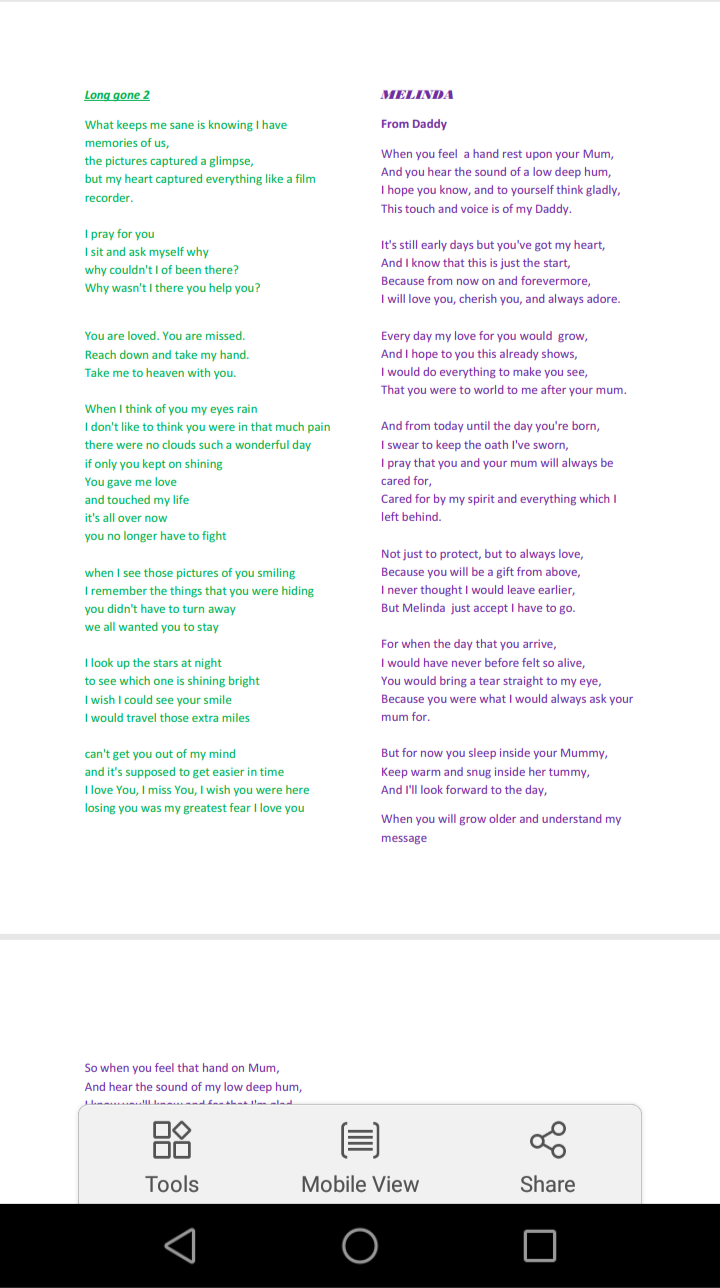 Long gone 2
What keeps me sane is knowing I have
memories of us,
the pictures captured a glimpse,
but my heart captured everything like a film
recorder.
I pray for you
I sit and ask myself why
why couldn't I of been there?
Why wasn't I there you help you?
You are loved. You are missed.
Reach down and take my hand.
Take me to heaven with you.
When I think of you my eyes rain
I don't like to think you were in that much pain
there were no clouds such a wonderful day
if only you kept on shining
You gave me love
and touched my life
it's all over now
you no longer have to fight
when I see those pictures of you smiling
I remember the things that you were hiding
you didn't have to turn away
we all wanted you to stay
I look up the stars at night
to see which one is shining bright
I wish I could see your smile
I would travel those extra miles
can't get you out of my mind
and it's supposed to get easier in time
I love You, I miss You, I wish you were here
losing you was my greatest fear I love you
MELINDA
From Daddy
When you feel  a hand rest upon your Mum,
And you hear the sound of a low deep hum,
I hope you know, and to yourself think gladly,
This touch and voice is of my Daddy.
It's still early days but you've got my heart,
And I know that this is just the start,
Because from now on and forevermore,
I will love you, cherish you, and always adore.
Every day my love for you would  grow,
And I hope to you this already shows,
I would do everything to make you see,
That you were to world to me after your mum.
And from today until the day you're born,
I swear to keep the oath I've sworn,
I pray that you and your mum will always be
cared for,
Cared for by my spirit and everything which I
left behind.
Not just to protect, but to always love,
Because you will be a gift from above,
I never thought I would leave earlier,
But Melinda  just accept I have to go.
For when the day that you arrive,
I would have never before felt so alive,
You would bring a tear straight to my eye,
Because you were what I would always ask your
mum for.
But for now you sleep inside your Mummy,
Keep warm and snug inside her tummy,
And I'll look forward to the day,
When you will grow older and understand my
message
So when you feel that hand on Mum,
And hear the sound of my low deep hum,
I know you'll know and for that I'm glad
Tools
Mobile View
Share